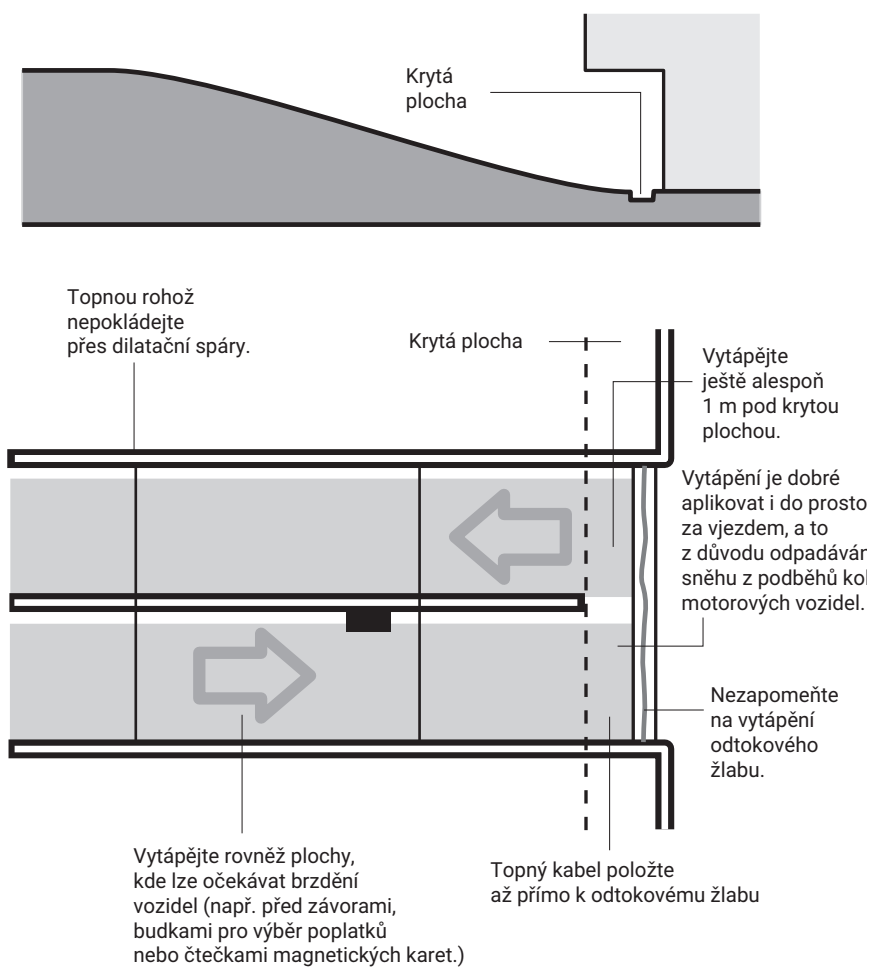 Krytá
plocha
Topnou rohož
nepokládejte
přes dilatační spáry.
Krytá plocha
Vytápějte
ještě alespoň
1 m pod krytou
plochou.
Vytápění je dobré
aplikovat i do prosto
za vjezdem, a to
z důvodu odpadáván
sněhu z podběhů kol
motorových vozidel.
Nezapomeňte
na vytápění
odtokového
žlabu.
Vytápějte rovněž plochy,
kde lze očekávat brzdění
vozidel (např. před závorami,
budkami pro výběr poplatků
nebo čtečkami magnetických karet.)
Topný kabel položte
až přímo k odtokovému žlabu